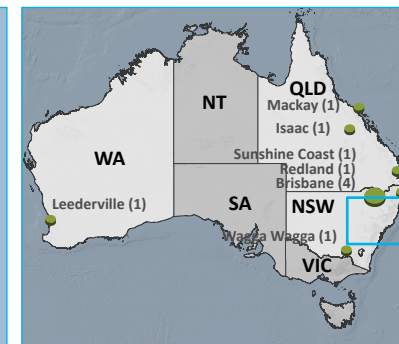 QLD
Mackay (1)
NT
Isaac (1)
WA
Sunshine Coast (1)
Redland (1)
Brisbane (4)
Leederville (1)
SA
NSW
Wagga Wagga (1)
VIC